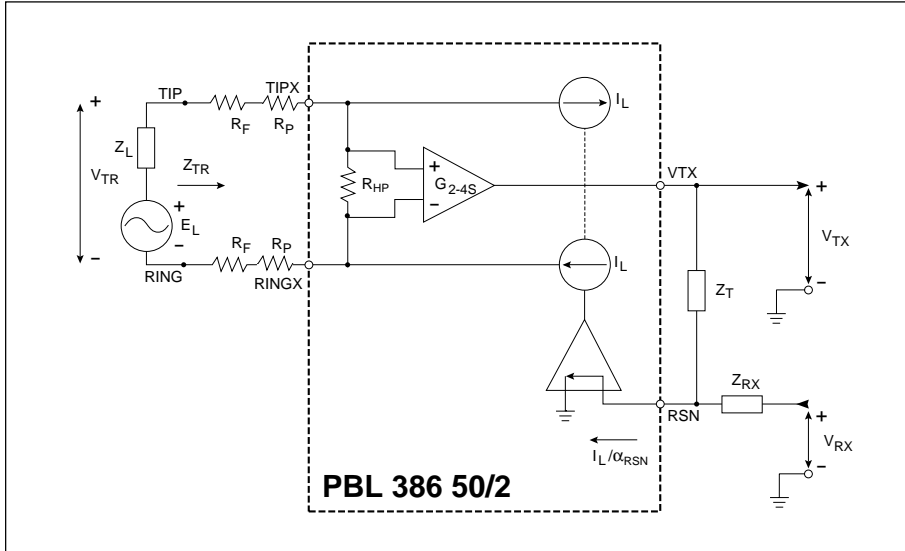 TIP
TIPX
+
R_F
R_P
I_L
Z_L
V_TR
Z_TR
R_HP
+
−
G_2-4S
VTX
+
+
−
E_L
V_TX
−
R_F
R_P
I_L
−
RING
RINGX
Z_T
Z_RX
+
RSN
V_RX
−
I_L/α_RSN
PBL 386 50/2